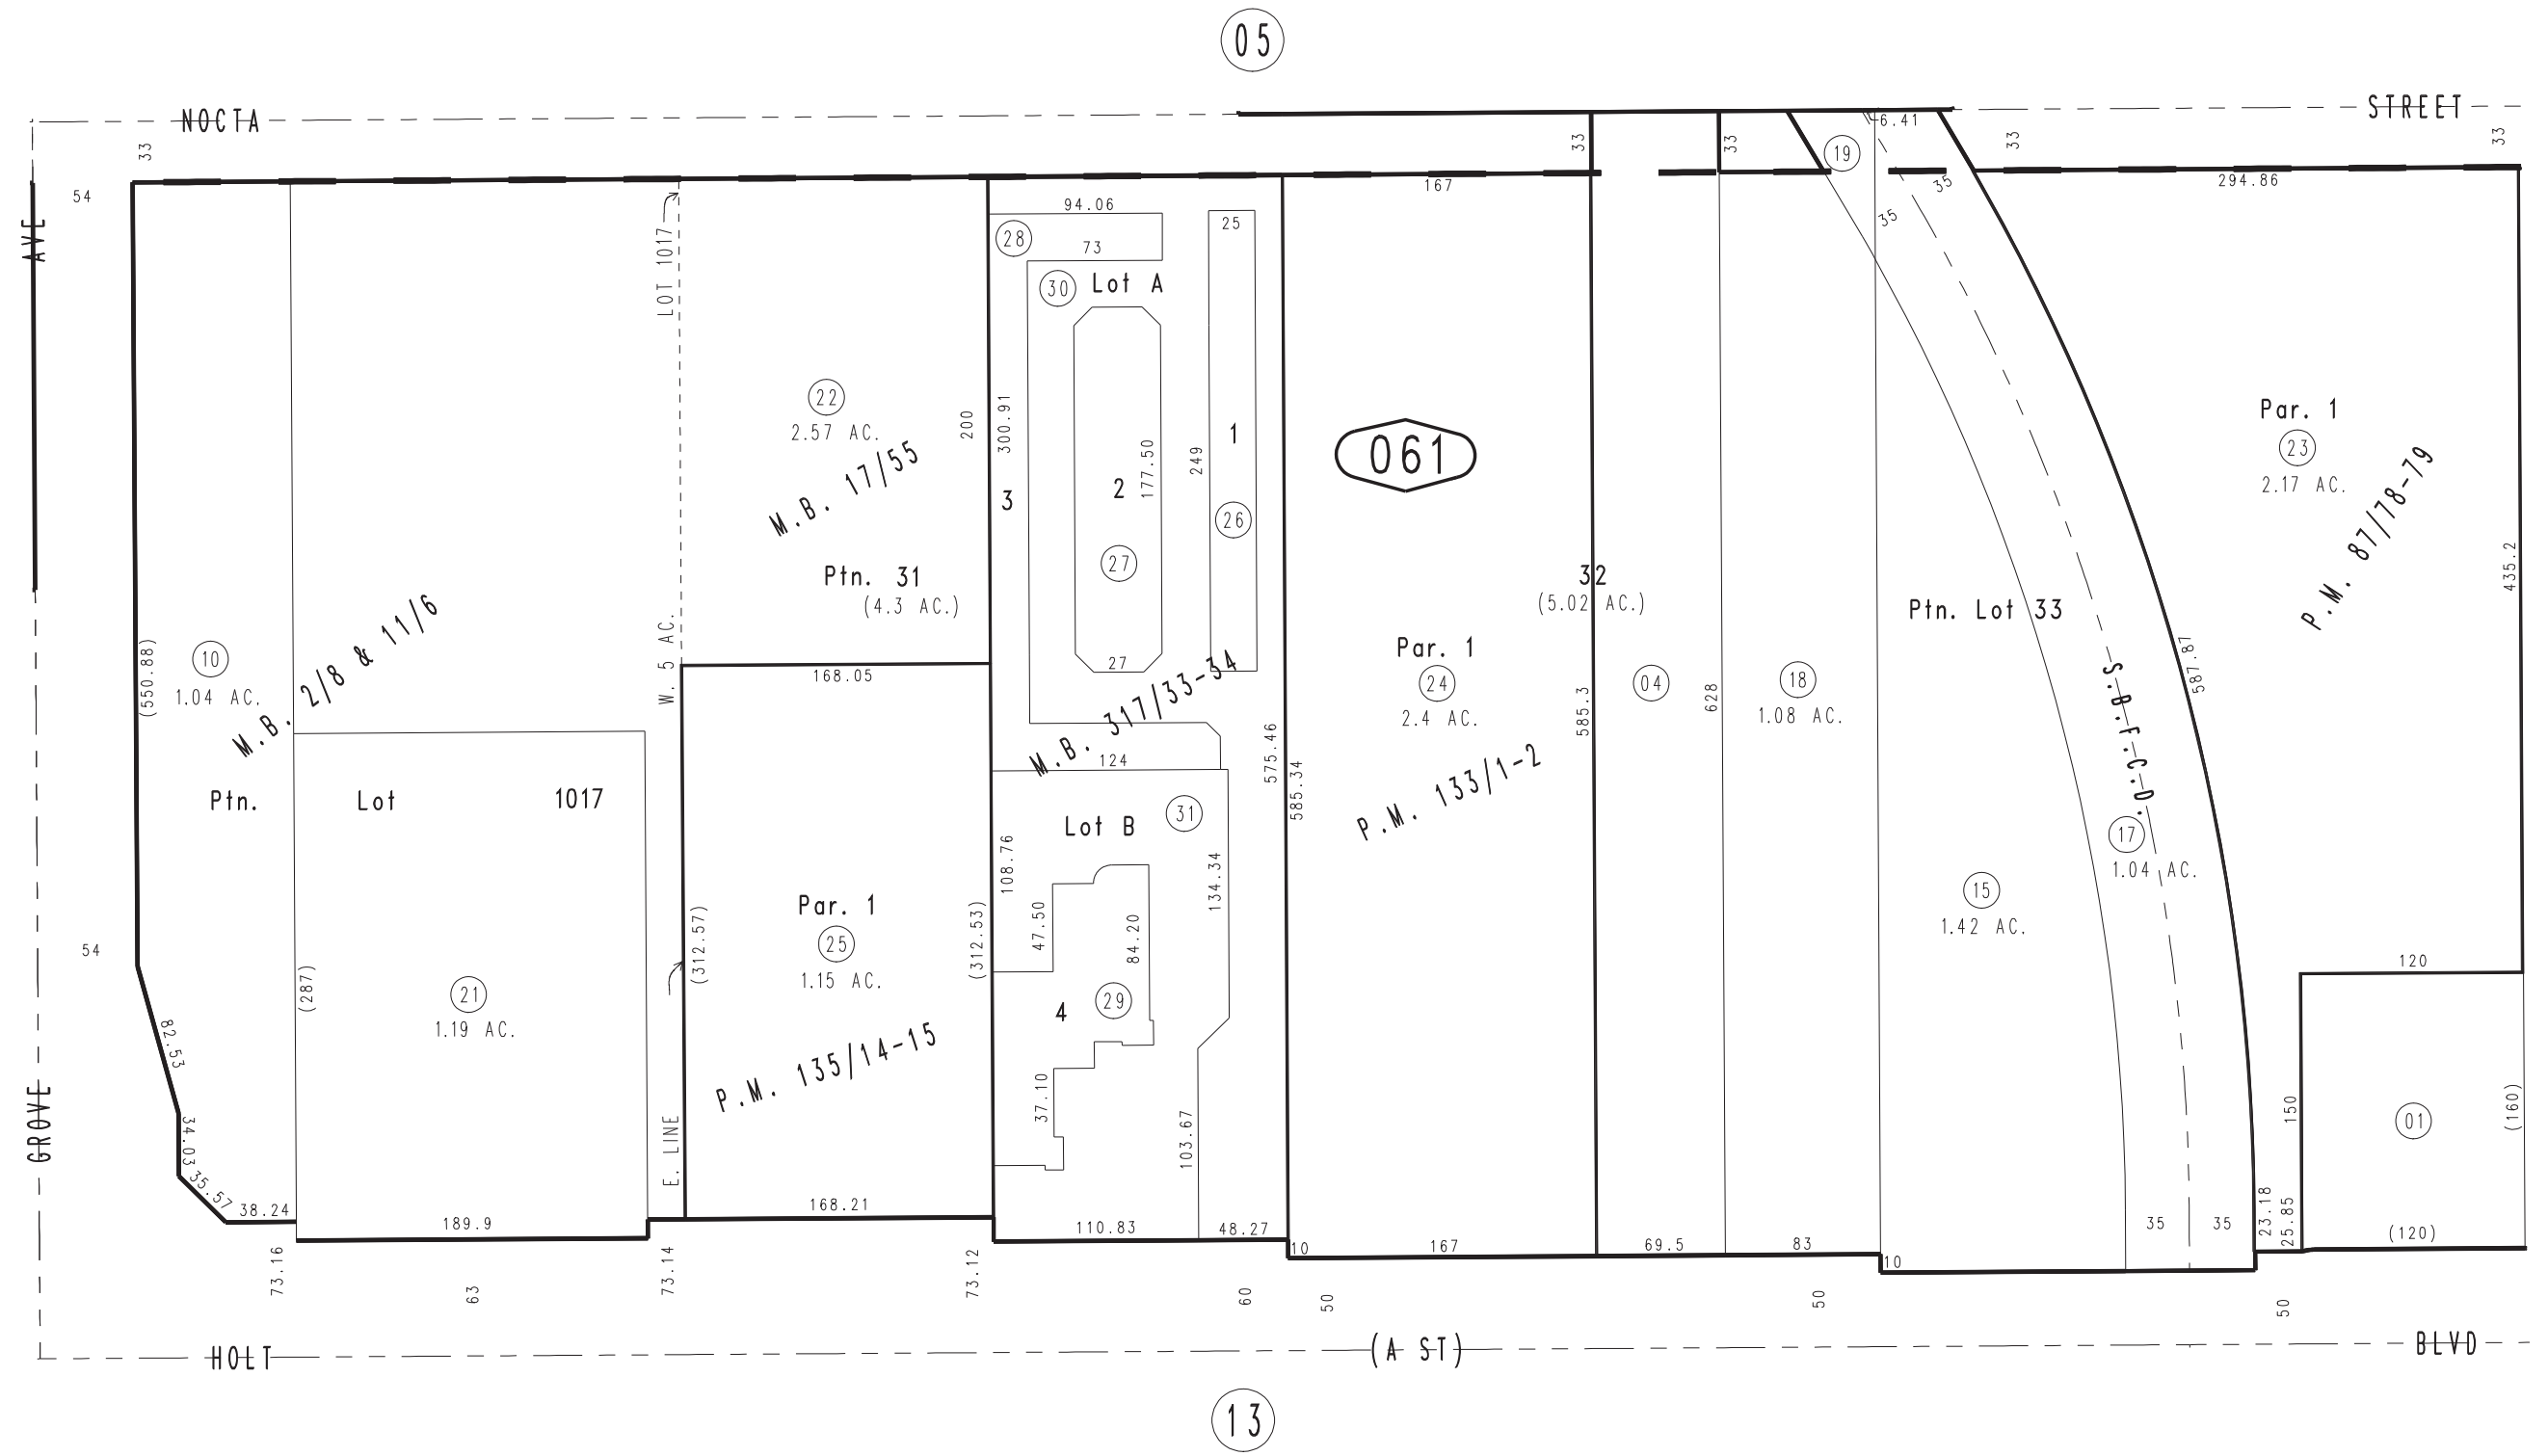 05
NOCTA
STREET
33
33
33
6.41
33
33
19
54
AVE
167
35
35
294.86
94.06
25
28
73
30
Lot A
LOT 1017
22
2.57 AC.
M.B. 17/55
200
300.91
3
2
177.50
249
1
26
27
061
Par. 1
23
2.17 AC.
P.M. 87/78-79
435.2
Ptn. 31
(4.3 AC.)
32
(5.02 AC.)
Ptn. Lot 33
(550.88)
10
1.04 AC.
M.B. 2/8 & 11/6
W. 5 AC.
168.05
27
M.B. 317/33-34
Par. 1
24
2.4 AC.
P.M. 133/1-2
585.3
04
628
18
1.08 AC.
S.B.F.C.D.
587.87
124
575.46
585.34
Ptn.
Lot
1017
Lot B
31
108.76
134.34
17
1.04 AC.
15
1.42 AC.
54
(287)
21
1.19 AC.
(312.57)
Par. 1
25
1.15 AC.
(312.53)
47.50
84.20
4
29
P.M. 135/14-15
120
82.53
34.03
35.57
38.24
GROVE
E. LINE
37.10
103.67
150
01
(160)
189.9
168.21
110.83
48.27
10
167
69.5
83
10
35
35
23.18
25.85
(120)
73.16
63
73.14
73.12
60
50
50
50
HOLT
(A ST)
BLVD
13